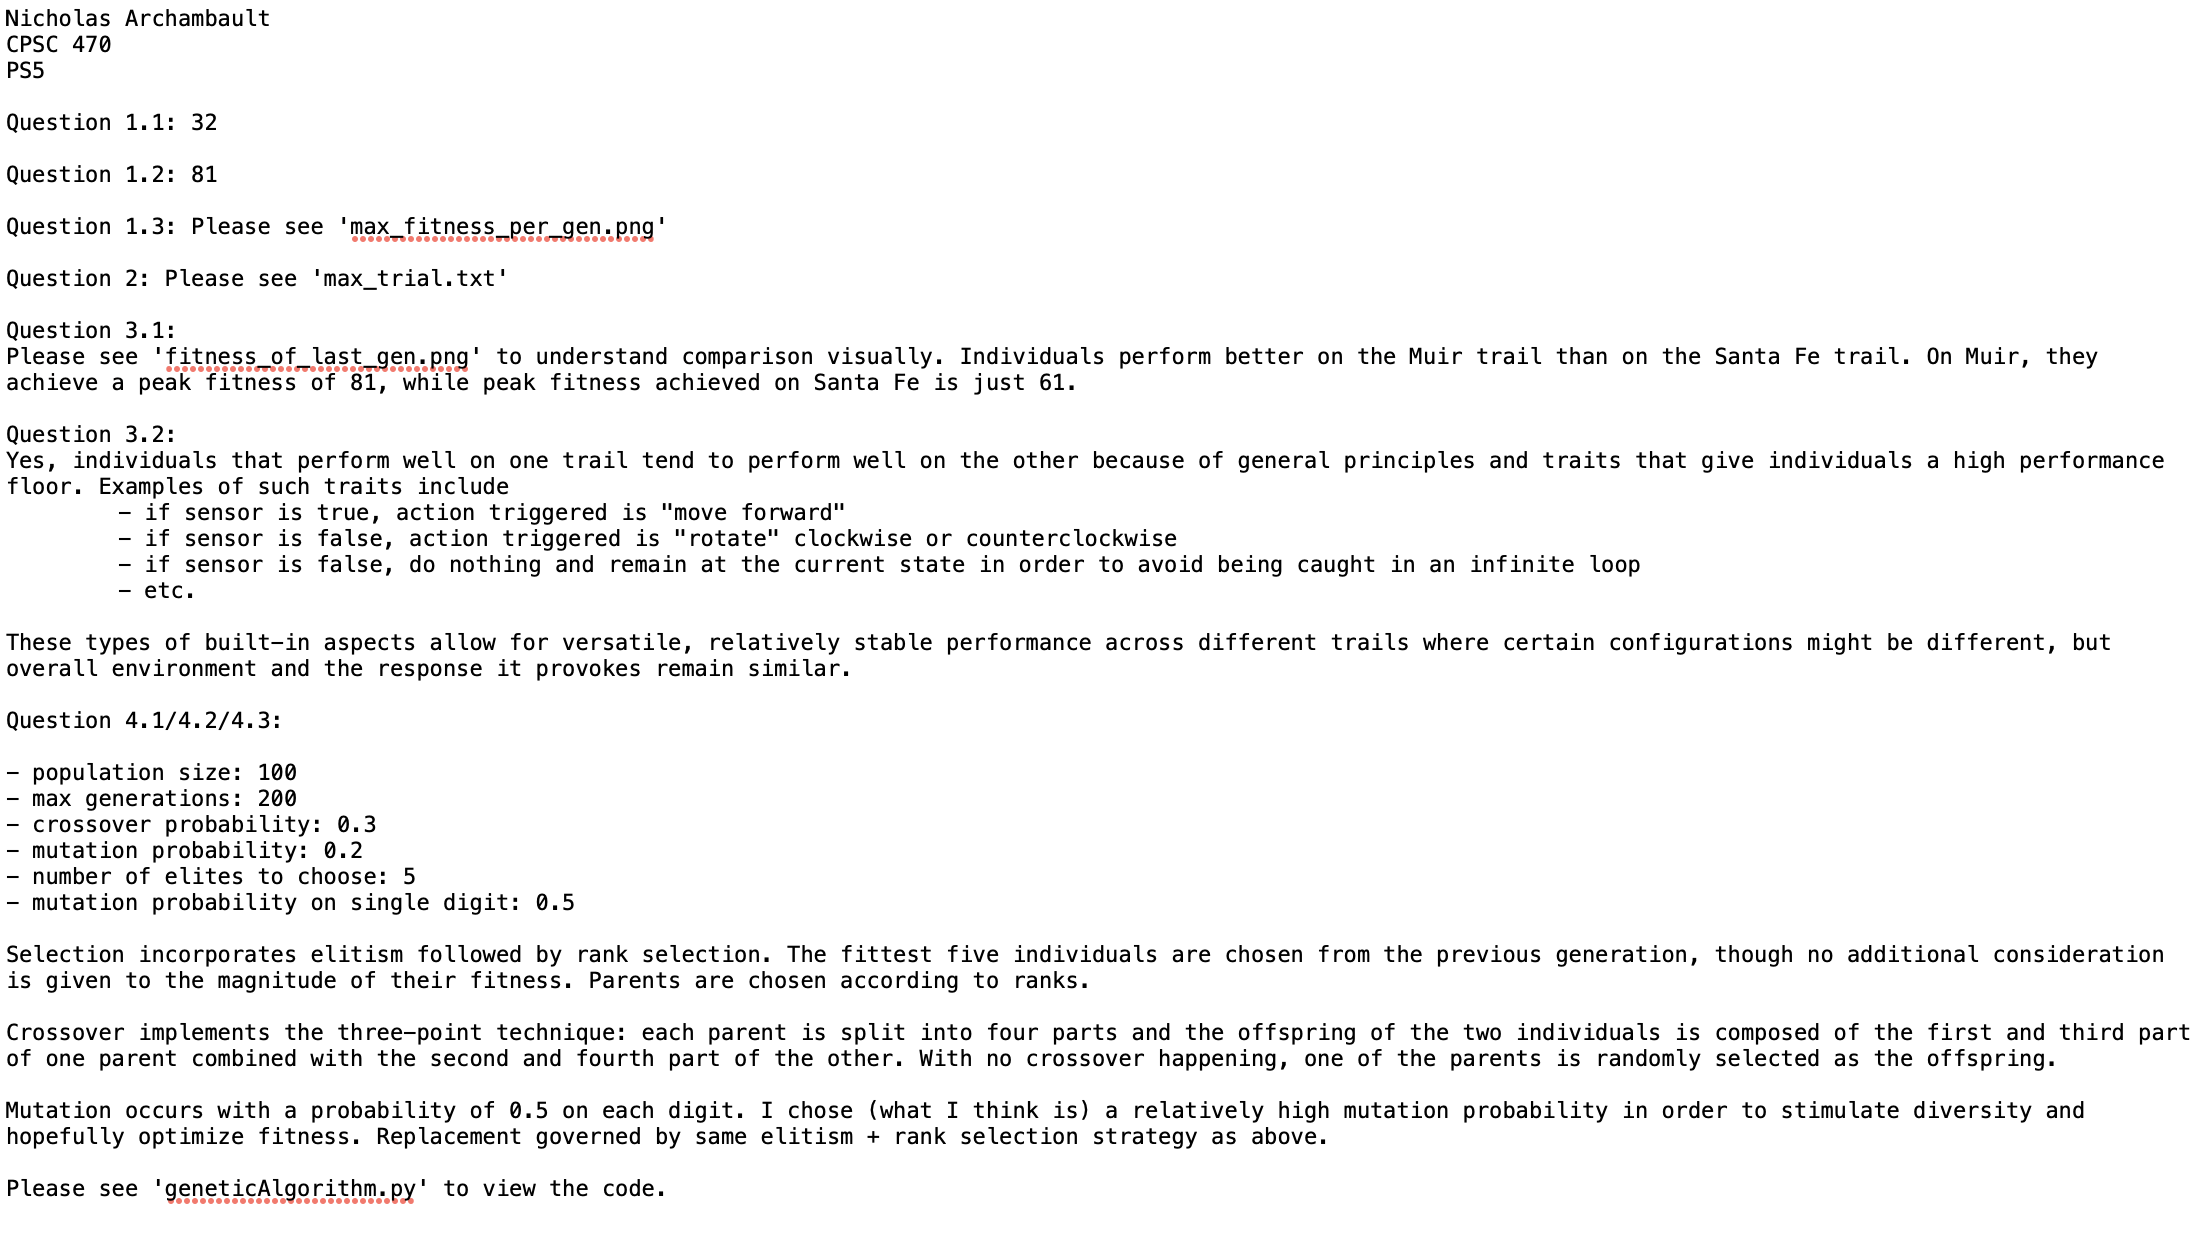 Nicholas Archambault
CPSC 470
PS5
Question 1.1: 32
Question 1.2: 81
Question 1.3: Please see 'max_fitness_per_gen.png'
Question 2: Please see 'max_trial.txt'
Question 3.1:
Please see 'fitness_of_last_gen.png' to understand comparison visually. Individuals perform better on the Muir trail than on the Santa Fe trail. On Muir, they
achieve a peak fitness of 81, while peak fitness achieved on Santa Fe is just 61.
Question 3.2:
Yes, individuals that perform well on one trail tend to perform well on the other because of general principles and traits that give individuals a high performance
floor. Examples of such traits include
– if sensor is true, action triggered is "move forward"
– if sensor is false, action triggered is "rotate" clockwise or counterclockwise
– if sensor is false, do nothing and remain at the current state in order to avoid being caught in an infinite loop
– etc.
These types of built–in aspects allow for versatile, relatively stable performance across different trails where certain configurations might be different, but
overall environment and the response it provokes remain similar.
Question 4.1/4.2/4.3:
– population size: 100
– max generations: 200
– crossover probability: 0.3
– mutation probability: 0.2
– number of elites to choose: 5
– mutation probability on single digit: 0.5
Selection incorporates elitism followed by rank selection. The fittest five individuals are chosen from the previous generation, though no additional consideration
is given to the magnitude of their fitness. Parents are chosen according to ranks.
Crossover implements the three–point technique: each parent is split into four parts and the offspring of the two individuals is composed of the first and third part
of one parent combined with the second and fourth part of the other. With no crossover happening, one of the parents is randomly selected as the offspring.
Mutation occurs with a probability of 0.5 on each digit. I chose (what I think is) a relatively high mutation probability in order to stimulate diversity and
hopefully optimize fitness. Replacement governed by same elitism + rank selection strategy as above.
Please see 'geneticAlgorithm.py' to view the code.